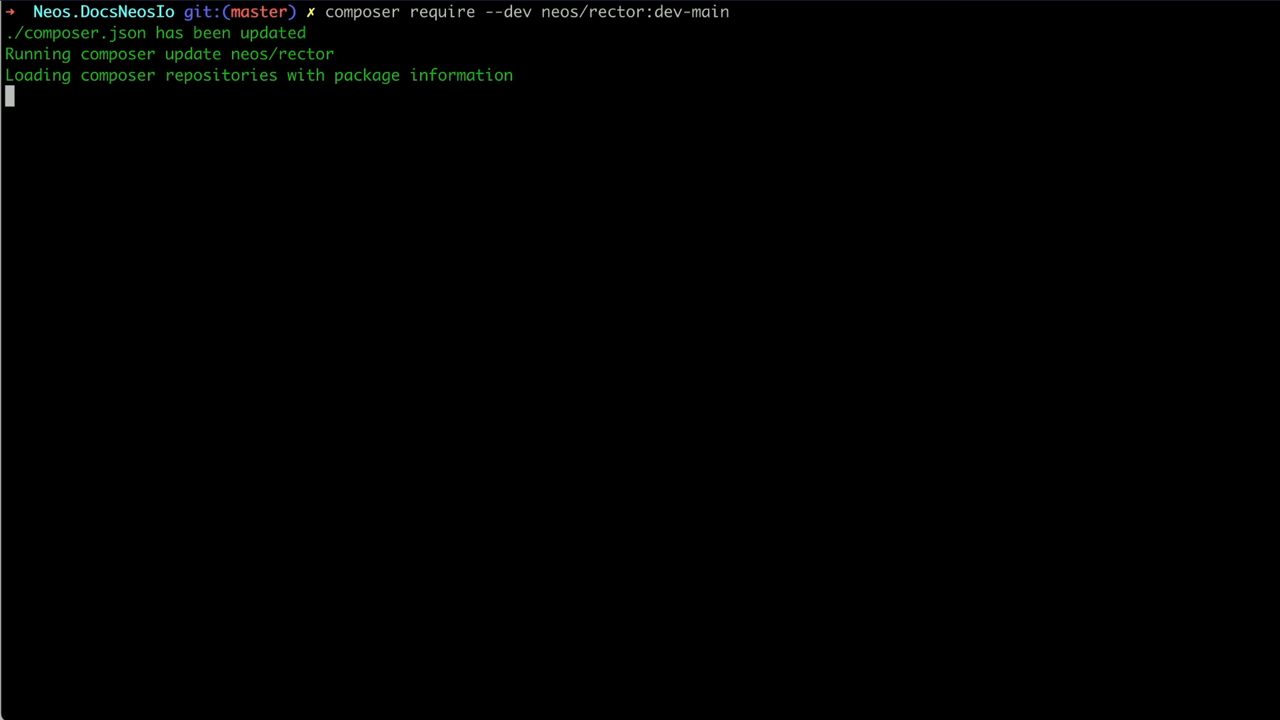 ➜  Neos.DocsNeosIo git:(master) ✗ composer require --dev neos/rector:dev-main
./composer.json has been updated
Running composer update neos/rector
Loading composer repositories with package information